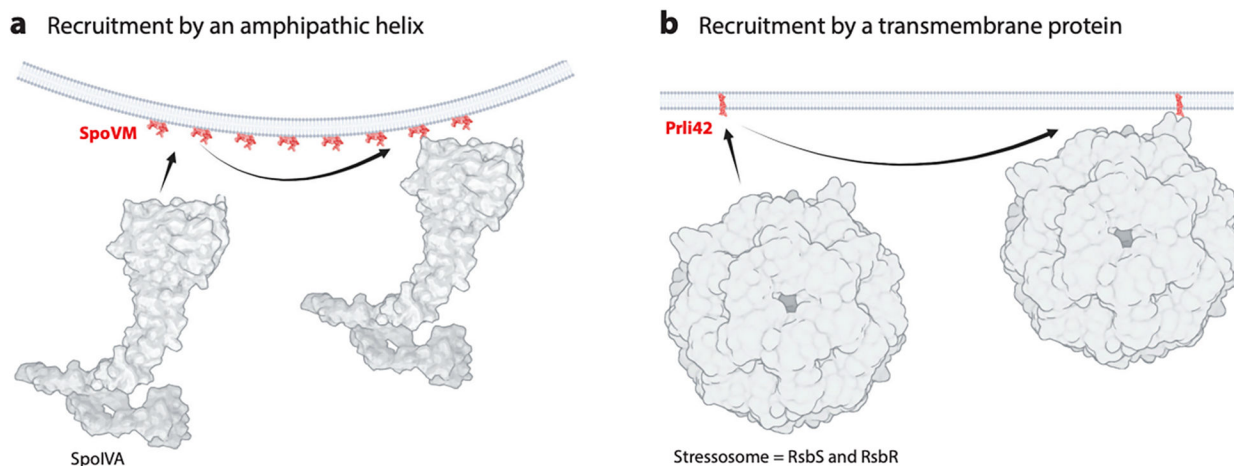 a Recruitment by an amphipathic helix
SpoVM
SpoIVA
b Recruitment by a transmembrane protein
Prli42
Stressosome = RsbS and RsbR